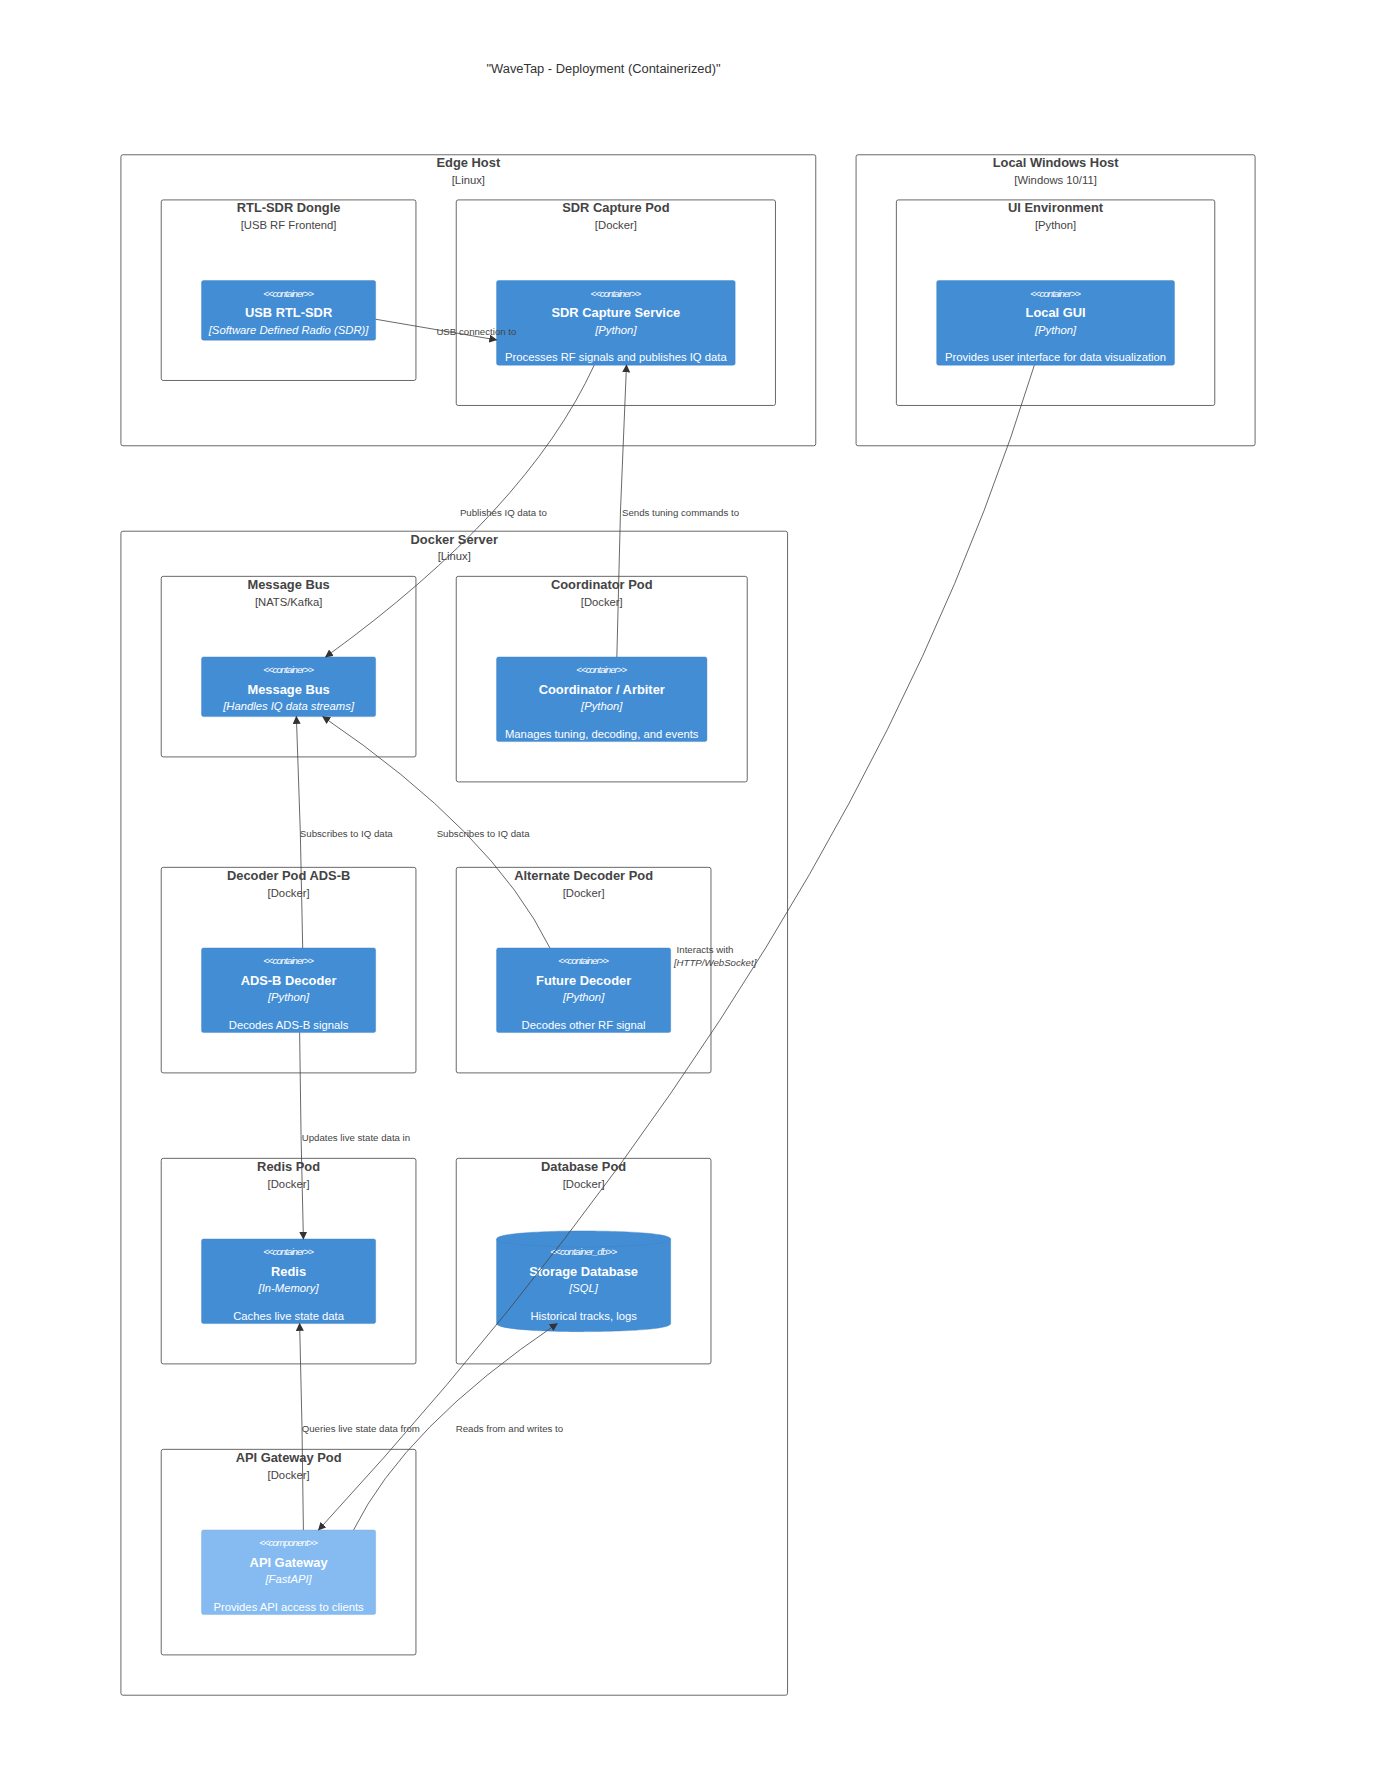 "WaveTap - Deployment (Containerized)"
Edge Host
[Linux]
RTL-SDR Dongle
[USB RF Frontend]
<<container>>
USB RTL-SDR
[Software Defined Radio (SDR)]
USB connection to
SDR Capture Pod
[Docker]
<<container>>
SDR Capture Service
[Python]
Processes RF signals and publishes IQ data
Local Windows Host
[Windows 10/11]
UI Environment
[Python]
<<container>>
Local GUI
[Python]
Provides user interface for data visualization
Publishes IQ data to
Sends tuning commands to
Docker Server
[Linux]
Message Bus
[NATS/Kafka]
<<container>>
Message Bus
[Handles IQ data streams]
Coordinator Pod
[Docker]
<<container>>
Coordinator / Arbiter
[Python]
Manages tuning, decoding, and events
Subscribes to IQ data
Subscribes to IQ data
Decoder Pod ADS-B
[Docker]
<<container>>
ADS-B Decoder
[Python]
Decodes ADS-B signals
Alternate Decoder Pod
[Docker]
<<container>>
Future Decoder
[Python]
Decodes other RF signal
Interacts with
[HTTP/WebSocket]
Updates live state data in
Redis Pod
[Docker]
<<container>>
Redis
[In-Memory]
Caches live state data
Database Pod
[Docker]
<<container_db>>
Storage Database
[SQL]
Historical tracks, logs
Queries live state data from
Reads from and writes to
API Gateway Pod
[Docker]
<<component>>
API Gateway
[FastAPI]
Provides API access to clients